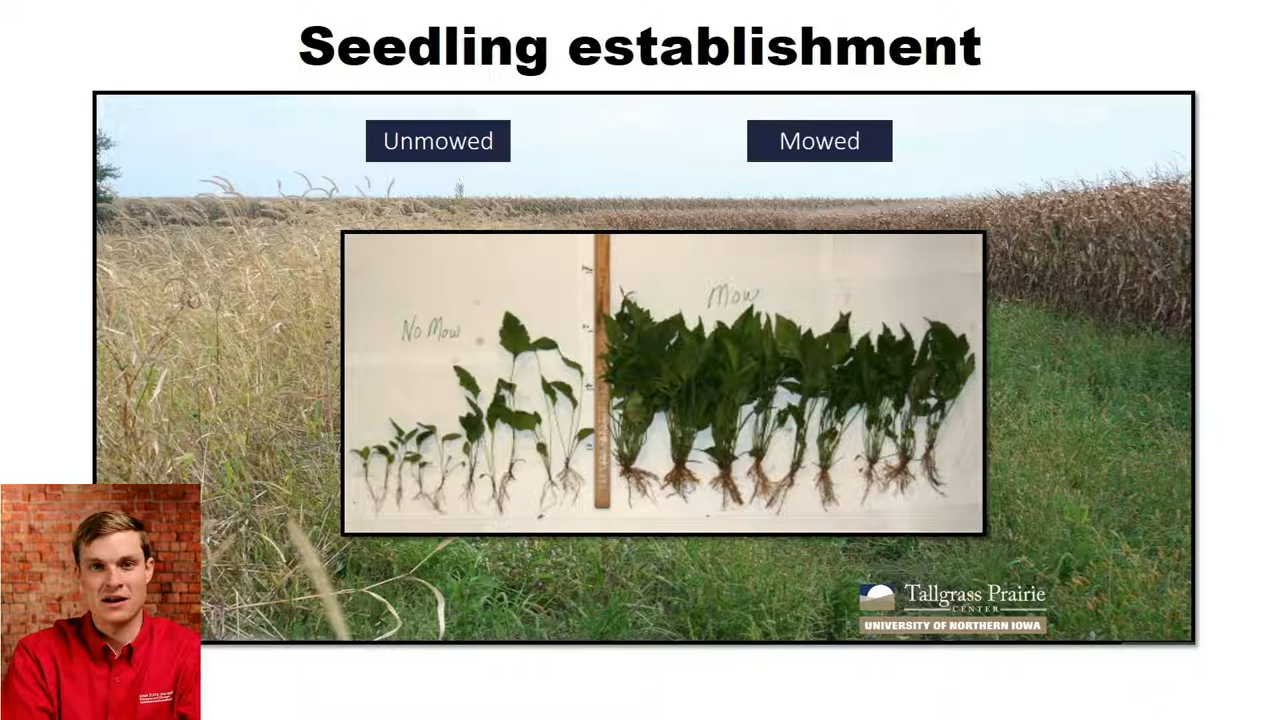 Seedling establishment
Unmowed
Mowed
No Mow
Mow
Tallgrass Prairie
CENTER
UNIVERSITY OF NORTHERN IOWA